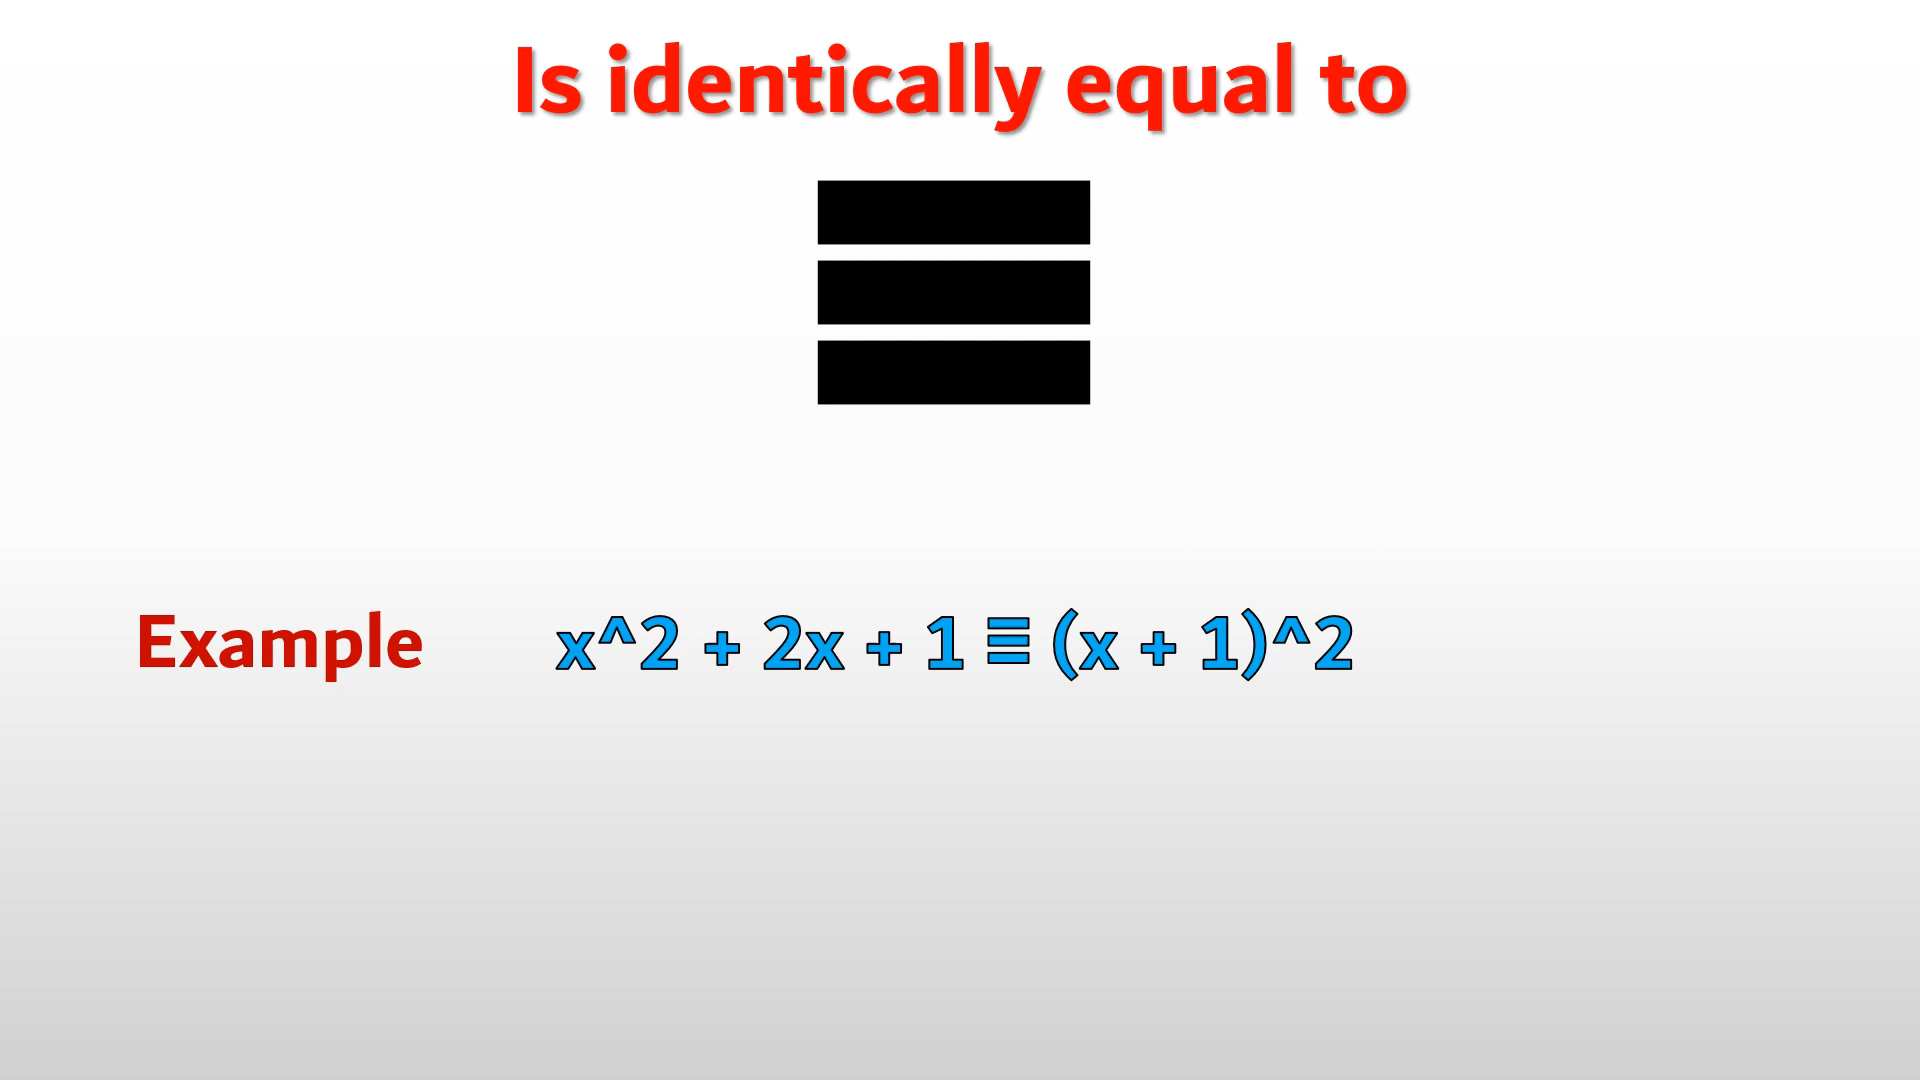 Is identically equal to
≡
Example x^2 + 2x + 1 ≡ (x + 1)^2